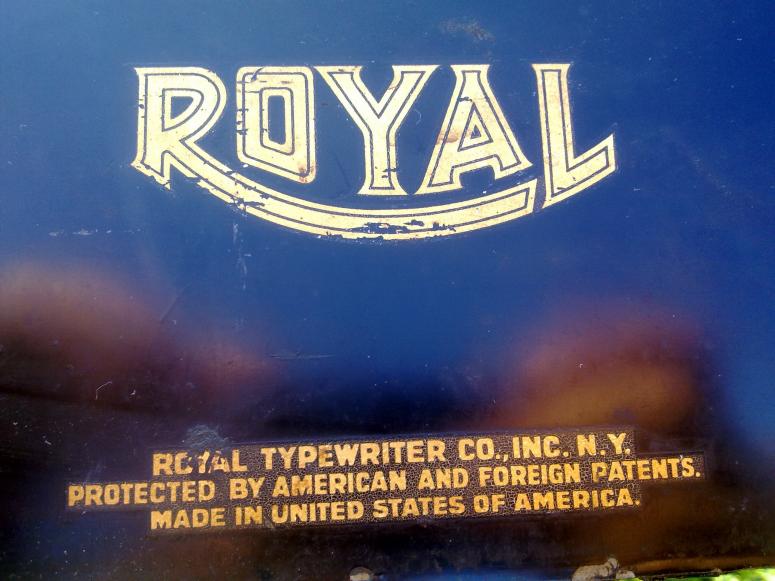 ROYAL
ROYAL TYPEWRITER CO., INC. N.Y.
PROTECTED BY AMERICAN AND FOREIGN PATENTS.
MADE IN UNITED STATES OF AMERICA.